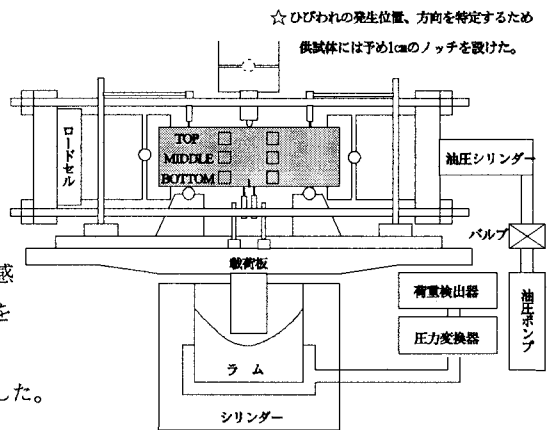 ☆ ひびわれの発生位置、方向を特定するため
供試体には予め1cmのノッチを設けた。
ロードセル
TOP
MIDDLE
BOTTOM
油圧シリンダー
バルブ
載荷板
荷重検出器
圧力変換器
油圧ポンプ
ラ ム
シリンダー
感
を
した。